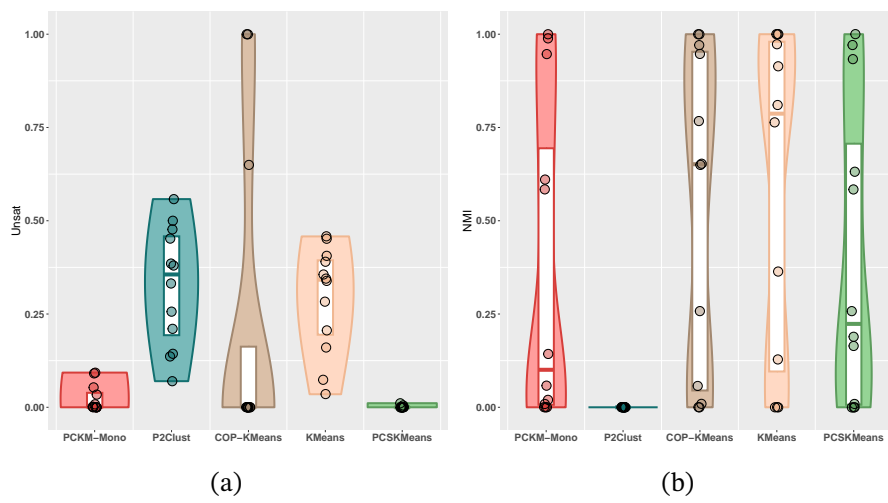 1.00
0.75
0.50
0.25
0.00
Unsat
PCKM-Mono P2Clust COP-KMeans KMeans PCSKMeans
(a)
1.00
0.75
0.50
0.25
0.00
NMI
PCKM-Mono P2Clust COP-KMeans KMeans PCSKMeans
(b)